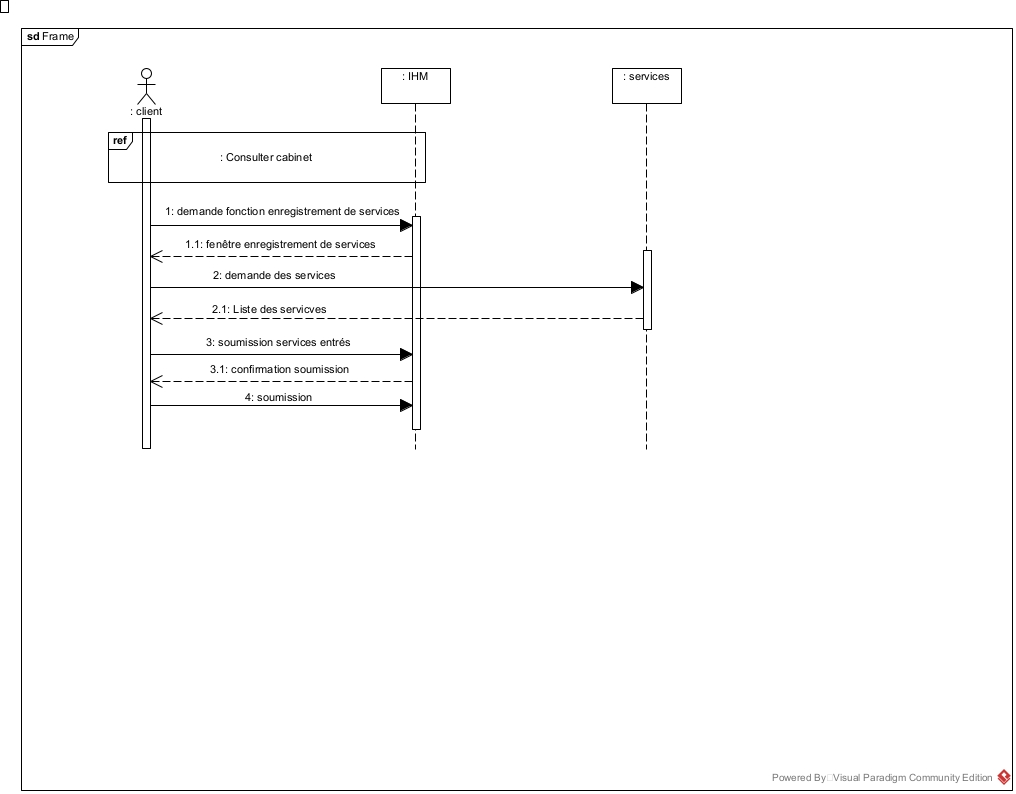 sd Frame
: client
: IHM
: services
ref
: Consulter cabinet
1: demande fonction enregistrement de services
1.1: fenêtre enregistrement de services
2: demande des services
2.1: Liste des servicves
3: soumission services entrés
3.1: confirmation soumission
4: soumission
Powered By Visual Paradigm Community Edition